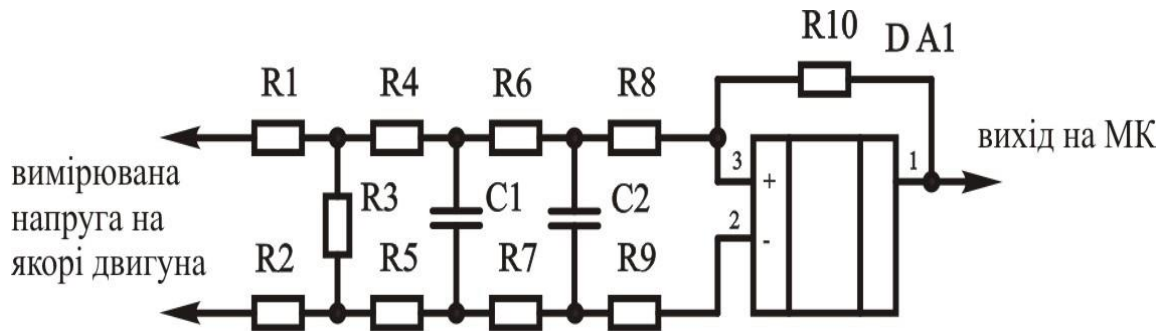 R10
D A1
R1
R4
R6
R8
вихід на МК
вимірювана
напруга на
якорі двигуна
3
+
1
2
-
R3
C1
C2
R2
R5
R7
R9